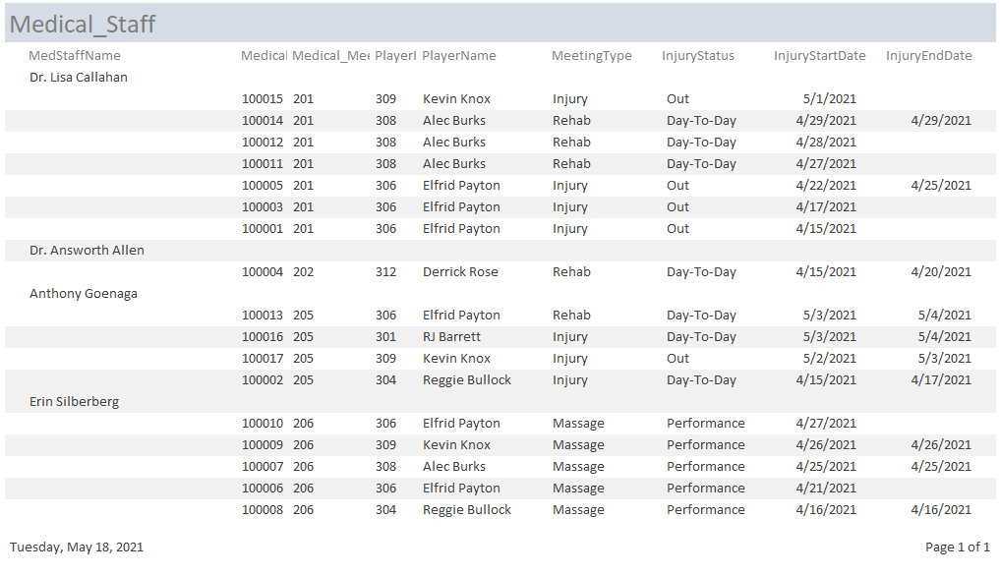 Medical_Staff
MedStaffName Medical Medical_Mee PlayerI PlayerName MeetingType InjuryStatus InjuryStartDate InjuryEndDate
Dr. Lisa Callahan
100015 201 309 Kevin Knox Injury Out 5/1/2021
100014 201 308 Alec Burks Rehab Day-To-Day 4/29/2021 4/29/2021
100012 201 308 Alec Burks Rehab Day-To-Day 4/28/2021
100011 201 308 Alec Burks Rehab Day-To-Day 4/27/2021
100005 201 306 Elfrid Payton Injury Out 4/22/2021 4/25/2021
100003 201 306 Elfrid Payton Injury Out 4/17/2021
100001 201 306 Elfrid Payton Injury Out 4/15/2021
Dr. Answorth Allen
100004 202 312 Derrick Rose Rehab Day-To-Day 4/15/2021 4/20/2021
Anthony Goenaga
100013 205 306 Elfrid Payton Rehab Day-To-Day 5/3/2021 5/4/2021
100016 205 301 RJ Barrett Injury Day-To-Day 5/3/2021 5/4/2021
100017 205 309 Kevin Knox Injury Out 5/2/2021 5/3/2021
100002 205 304 Reggie Bullock Injury Day-To-Day 4/15/2021 4/17/2021
Erin Silberberg
100010 206 306 Elfrid Payton Massage Performance 4/27/2021
100009 206 309 Kevin Knox Massage Performance 4/26/2021 4/26/2021
100007 206 308 Alec Burks Massage Performance 4/25/2021 4/25/2021
100006 206 306 Elfrid Payton Massage Performance 4/21/2021
100008 206 304 Reggie Bullock Massage Performance 4/16/2021 4/16/2021
Tuesday, May 18, 2021 Page 1 of 1